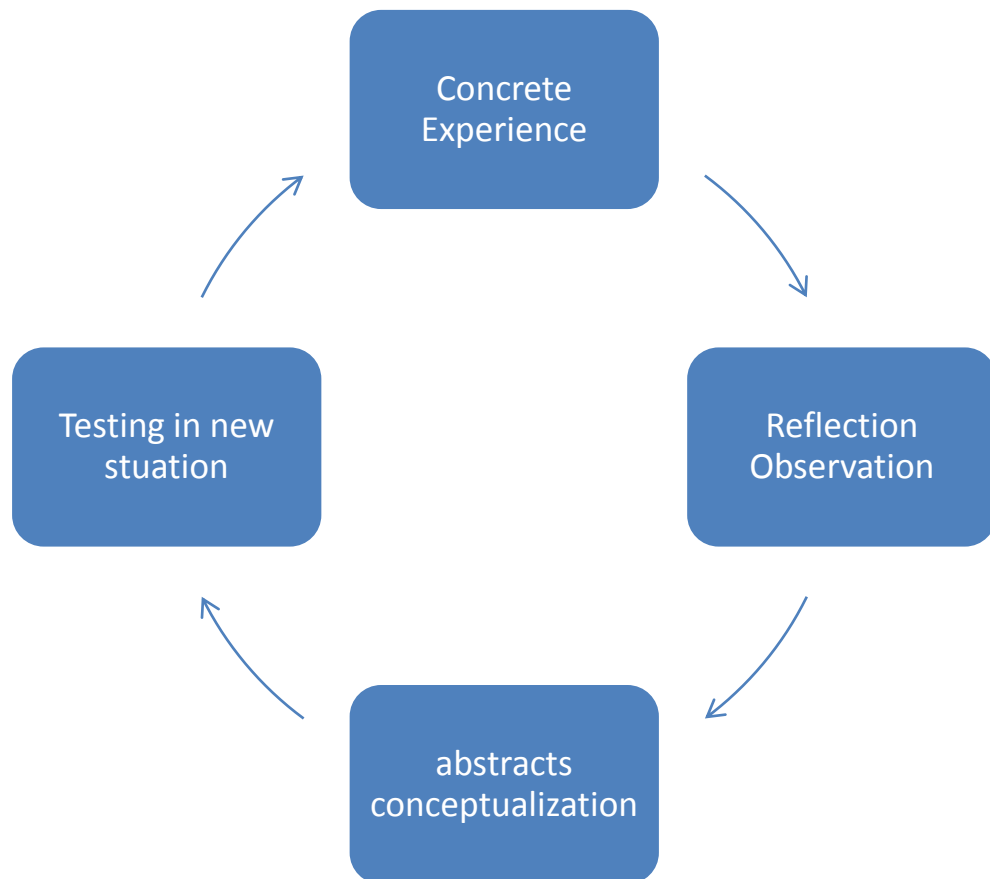 Concrete
Experience
Reflection
Observation
abstracts
conceptualization
Testing in new
stuation